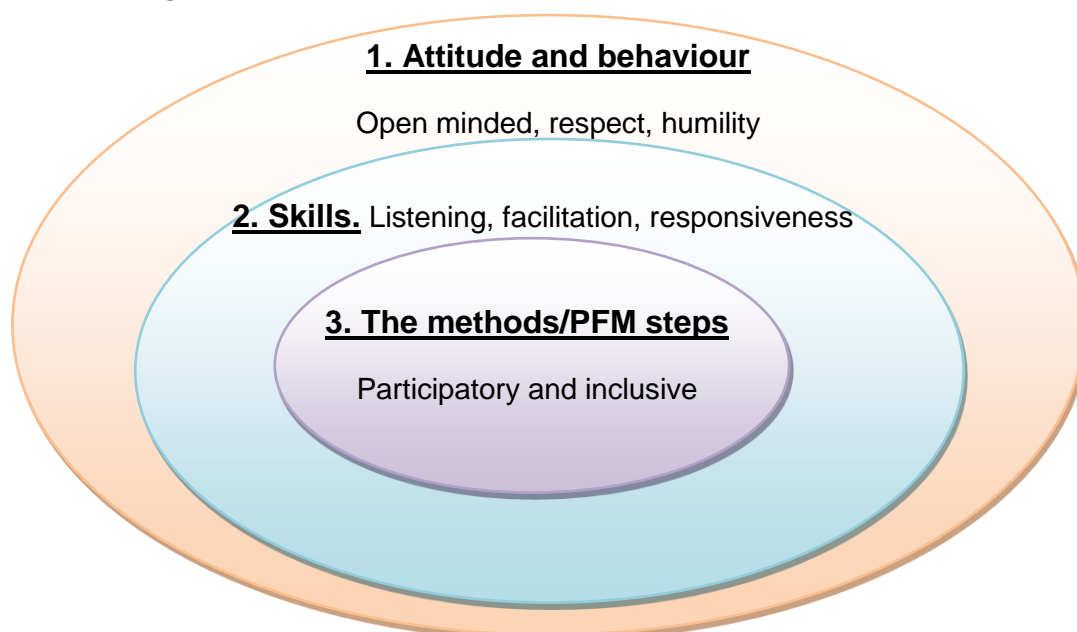 1. Attitude and behaviour
Open minded, respect, humility
2. Skills. Listening, facilitation, responsiveness
3. The methods/PFM steps
Participatory and inclusive